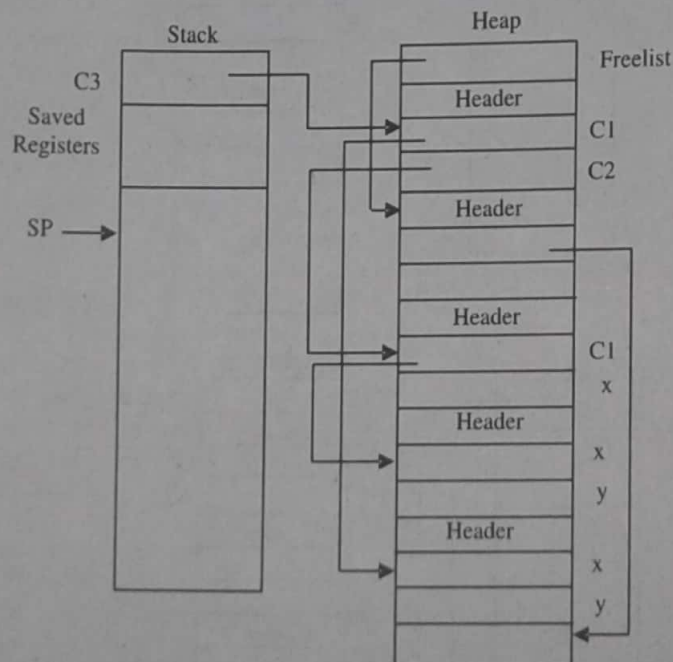 Stack
C3
Saved
Registers
SP
Heap
Freelist
Header
C1
C2
Header
Header
C1
x
Header
x
y
Header
x
y